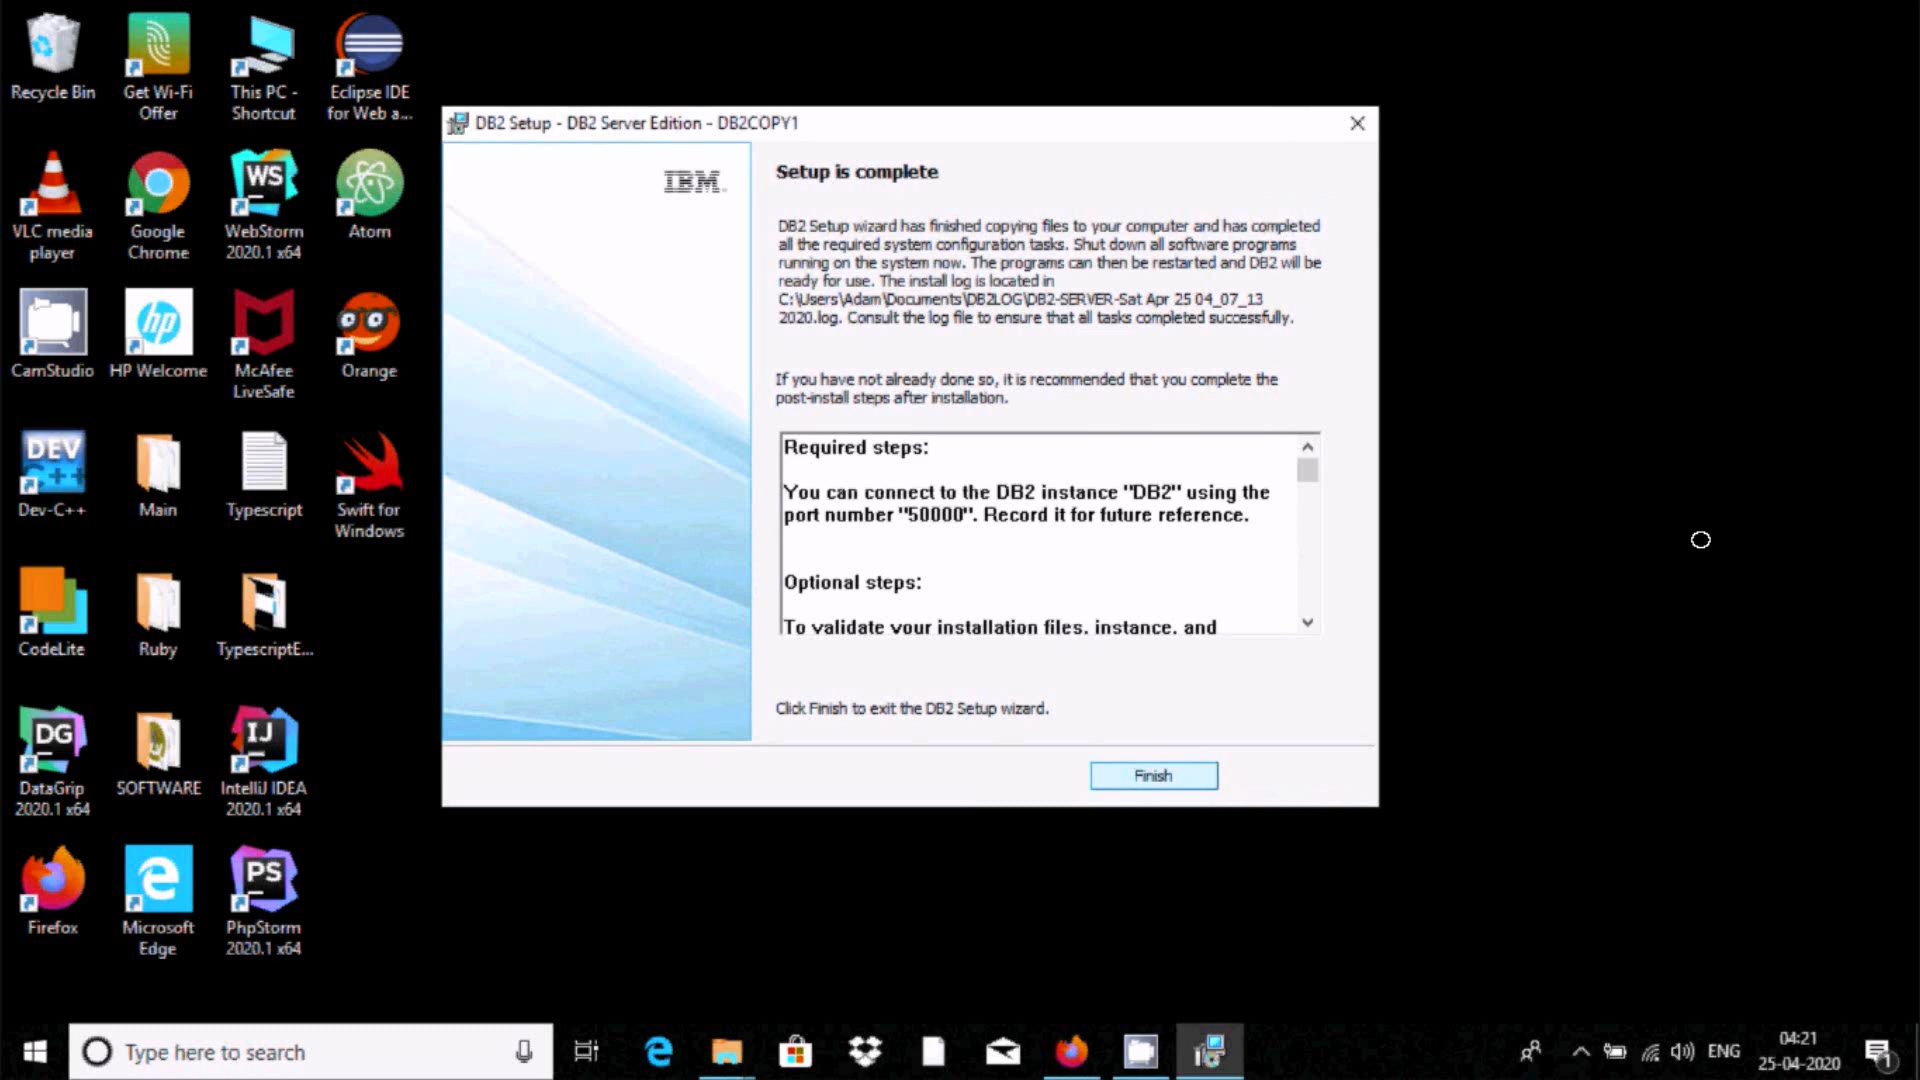 Recycle Bin
Get Wi-Fi
Offer
This PC -
Shortcut
Eclipse IDE
for Web a...
VLC media
player
Google
Chrome
WS
WebStorm
2020.1 x64
Atom
CamStudio
hp
HP Welcome
McAfee
LiveSafe
Orange
DEV
C++
Dev-C++
Main
Typescript
Swift for
Windows
CodeLite
Ruby
TypescriptE...
DG
DataGrip
2020.1 x64
SOFTWARE
IJ
IntelliJ IDEA
2020.1 x64
Firefox
Microsoft
Edge
PS
PhpStorm
2020.1 x64
DB2 Setup - DB2 Server Edition - DB2COPY1
IBM
Setup is complete
DB2 Setup wizard has finished copying files to your computer and has completed
all the required system configuration tasks. Shut down all software programs
running on the system now. The programs can then be restarted and DB2 will be
ready for use. The install log is located in
C:\Users\Adam\Documents\DB2LOG\DB2-SERVER-Sat Apr 25 04_07_13
2020.log. Consult the log file to ensure that all tasks completed successfully.
If you have not already done so, it is recommended that you complete the
post-install steps after installation.
Required steps:
You can connect to the DB2 instance "DB2" using the
port number "50000". Record it for future reference.
Optional steps:
To validate your installation files, instance, and
Click Finish to exit the DB2 Setup wizard.
Finish
Type here to search
ENG
04:21
25-04-2020
1